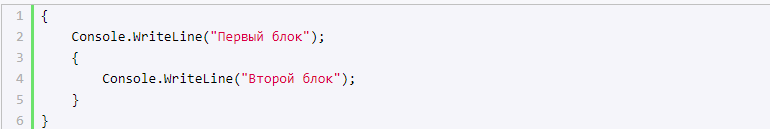 1 {
2     Console.WriteLine("Первый блок");
3     {
4         Console.WriteLine("Второй блок");
5     }
6 }